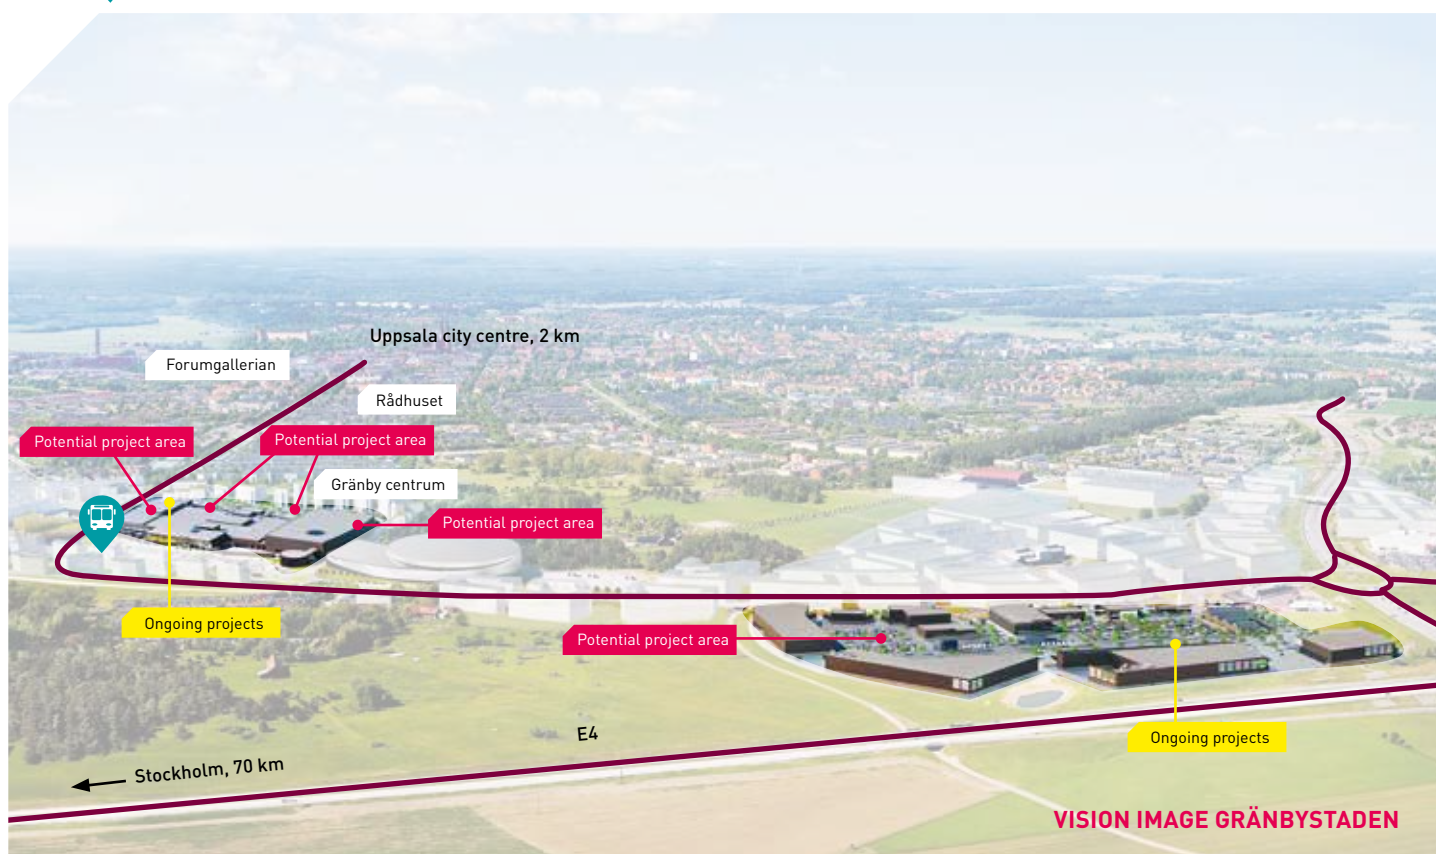 Uppsala city centre, 2 km
Forumgallerian
Rådhuset
Potential project area
Potential project area
Gränby centrum
Potential project area
Ongoing projects
Potential project area
E4
Ongoing projects
Stockholm, 70 km
VISION IMAGE GRÄNBYSTADEN